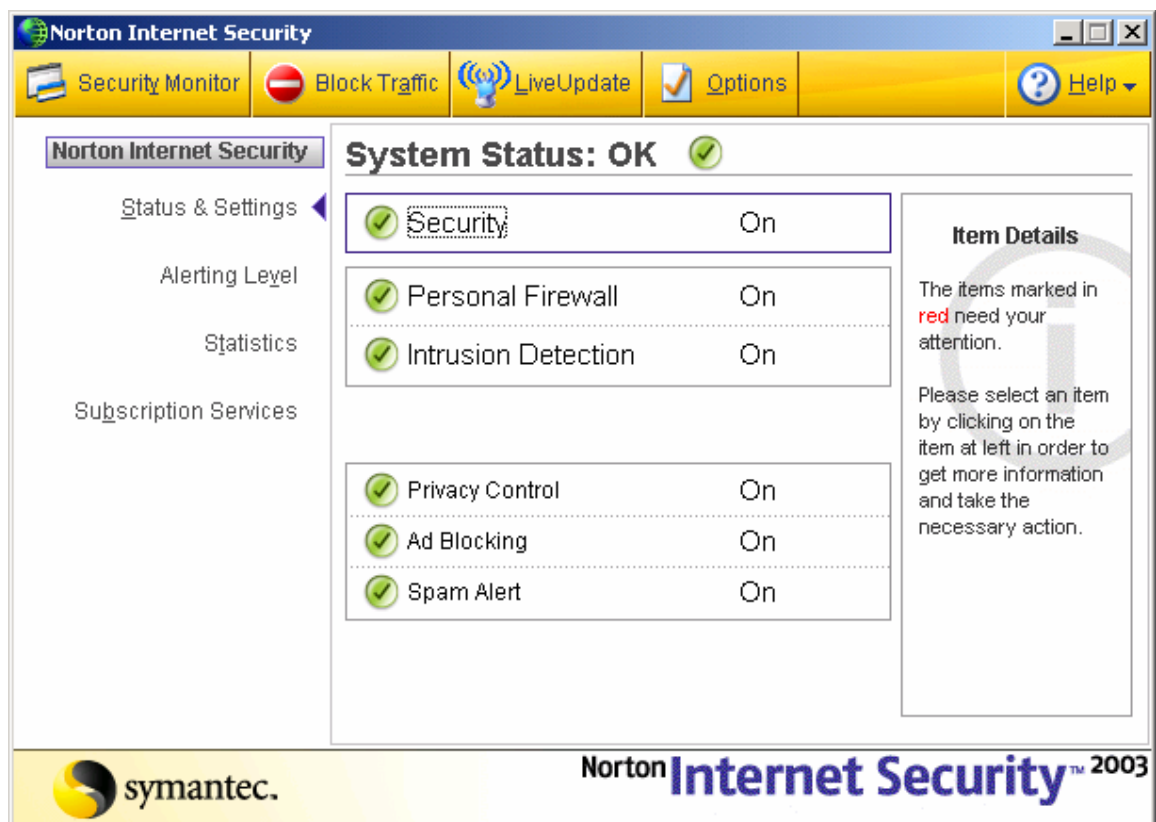 Norton Internet Security
Security Monitor
Block Traffic
LiveUpdate
Options
Help
Norton Internet Security
Status & Settings
Alerting Level
Statistics
Subscription Services
System Status: OK
Security On
Personal Firewall On
Intrusion Detection On
Privacy Control On
Ad Blocking On
Spam Alert On
Item Details
The items marked in
red need your
attention.
Please select an item
by clicking on the
item at left in order to
get more information
and take the
necessary action.
symantec.
Norton Internet Security™ 2003